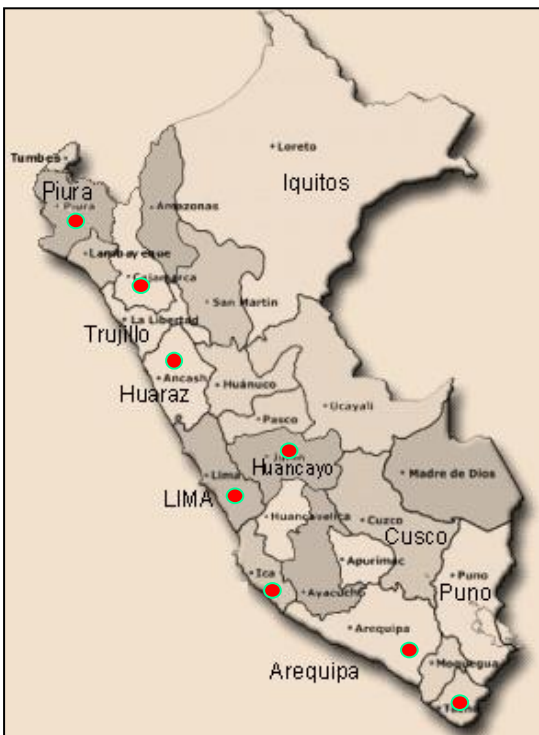 Tumbes
Loreto
Iquitos
Piura
Piura
Amazonas
Lambayeque
Cajamarca
San Martin
La Libertad
Trujillo
Ancash
Huánuco
Huaraz
Ucayali
Pasco
Junín
Huancayo
Lima
Madre de Dios
LIMA
Huancavelica
Cuzco
Cusco
Apurimac
Ica
Puno
Ayacucho
Puno
Arequipa
Moquegua
Arequipa
Tacna